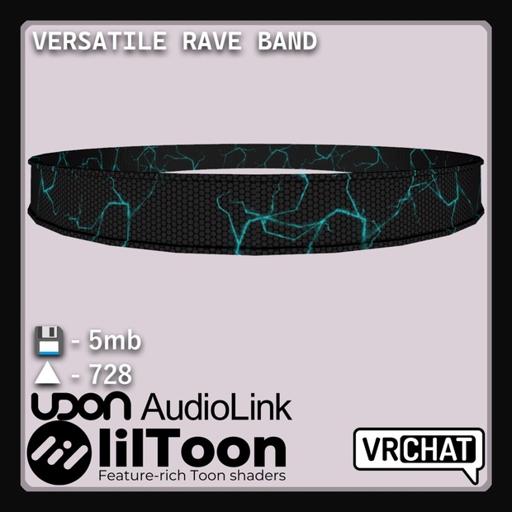 VERSATILE RAVE BAND
- 5mb
- 728
UDON AudioLink
lilToon
Feature-rich Toon shaders
VRCHAT